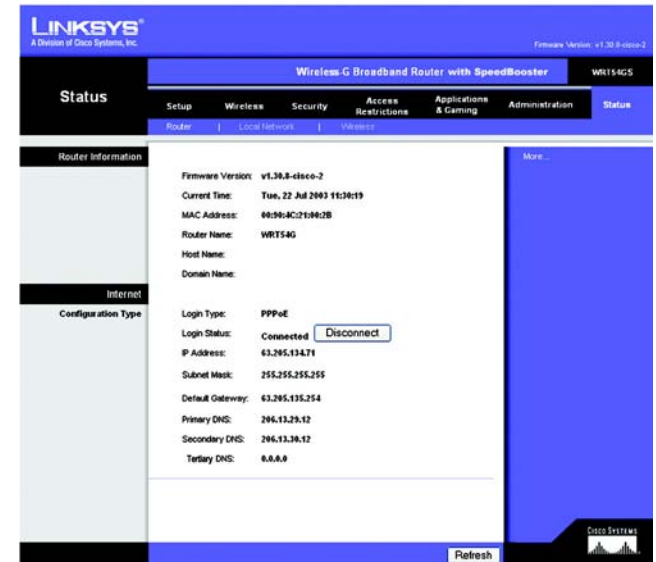 LINKSYS®
A Division of Cisco Systems, Inc.
Firmware Version: v1.30.8-cisco-2
Wireless-G Broadband Router with SpeedBooster
WRT54GS
Status
Setup
Wireless
Security
Access Restrictions
Applications & Gaming
Administration
Status
Router | Local Network | Wireless
Router Information
More...
Firmware Version: v1.30.8-cisco-2
Current Time: Tue, 22 Jul 2003 11:30:19
MAC Address: 00:90:4C:21:00:2B
Router Name: WRT54G
Host Name:
Domain Name:
Internet
Configuration Type
Login Type: PPPoE
Login Status: Connected Disconnect
IP Address: 63.205.134.71
Subnet Mask: 255.255.255.255
Default Gateway: 63.205.135.254
Primary DNS: 206.13.29.12
Secondary DNS: 206.13.30.12
Tertiary DNS: 0.0.0.0
Refresh
CISCO SYSTEMS